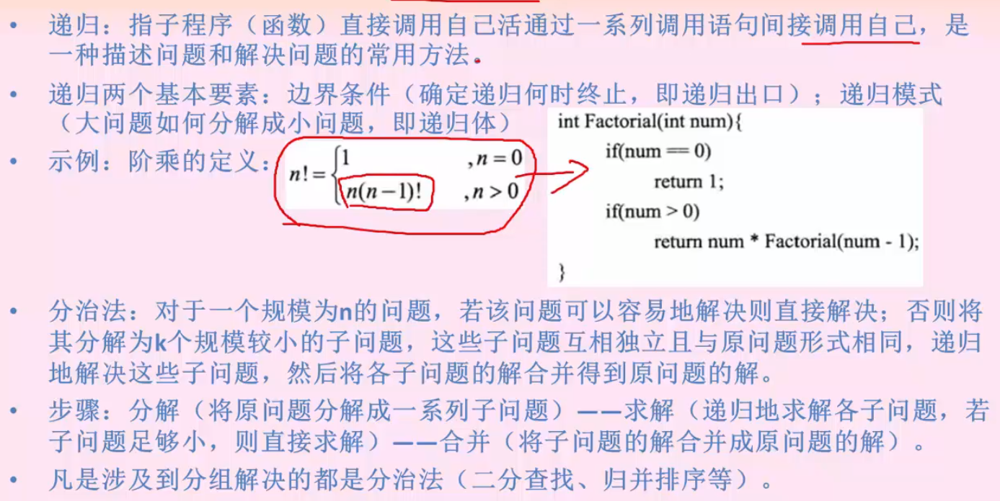 • 递归：指子程序（函数）直接调用自己活通过一系列调用语句间接调用自己，是
一种描述问题和解决问题的常用方法。
• 递归两个基本要素：边界条件（确定递归何时终止，即递归出口）；递归模式
（大问题如何分解成小问题，即递归体）
• 示例：阶乘的定义：
n! = { 1 , n = 0
n(n−1)! , n > 0
int Factorial(int num){
if(num == 0)
return 1;
if(num > 0)
return num * Factorial(num - 1);
}
• 分治法：对于一个规模为n的问题，若该问题可以容易地解决则直接解决；否则将
其分解为k个规模较小的子问题，这些子问题互相独立且与原问题形式相同，递归
地解决这些子问题，然后将各子问题的解合并得到原问题的解。
• 步骤：分解（将原问题分解成一系列子问题）——求解（递归地求解各子问题，若
子问题足够小，则直接求解）——合并（将子问题的解合并成原问题的解）。
• 凡是涉及到分组解决的都是分治法（二分查找、归并排序等）。